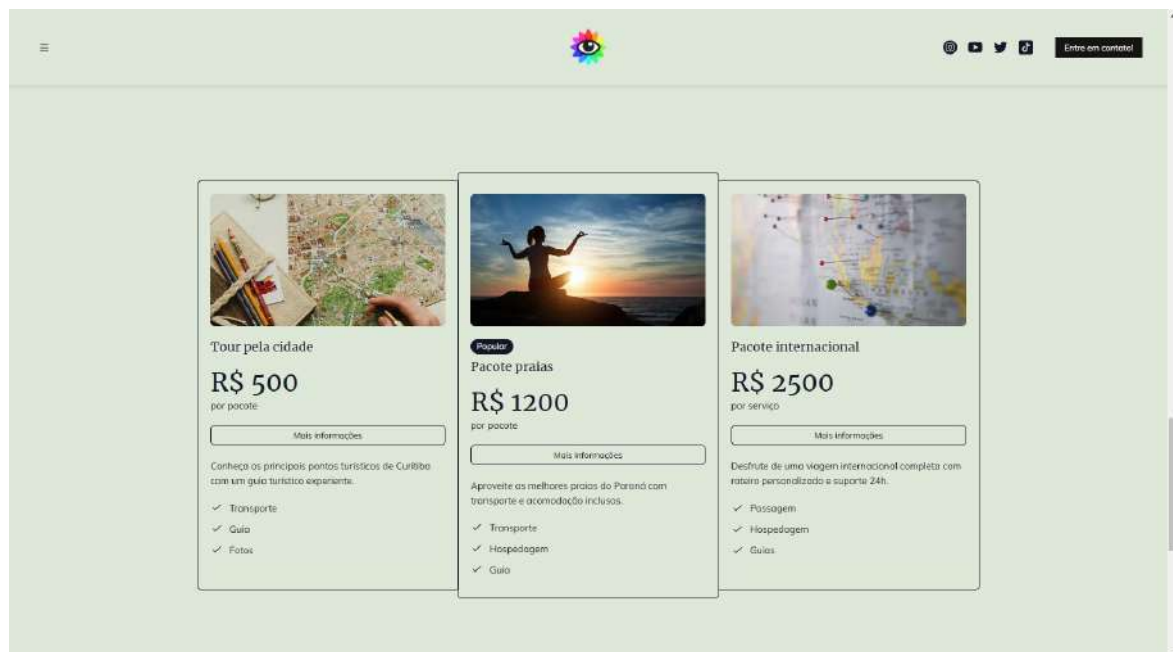 Entre em contato!
Tour pela cidade
R$ 500
por pacote
Mais informações
Conheça os principais pontos turísticos de Curitiba
com um guia turístico experiente.
Transporte
Guia
Fotos
Popular
Pacote praias
R$ 1200
por pacote
Mais informações
Aproveite as melhores praias do Paraná com
transporte e acomodação inclusos.
Transporte
Hospedagem
Guia
Pacote internacional
R$ 2500
por serviço
Mais informações
Desfrute de uma viagem internacional completa com
roteiro personalizado e suporte 24h.
Passagem
Hospedagem
Guias